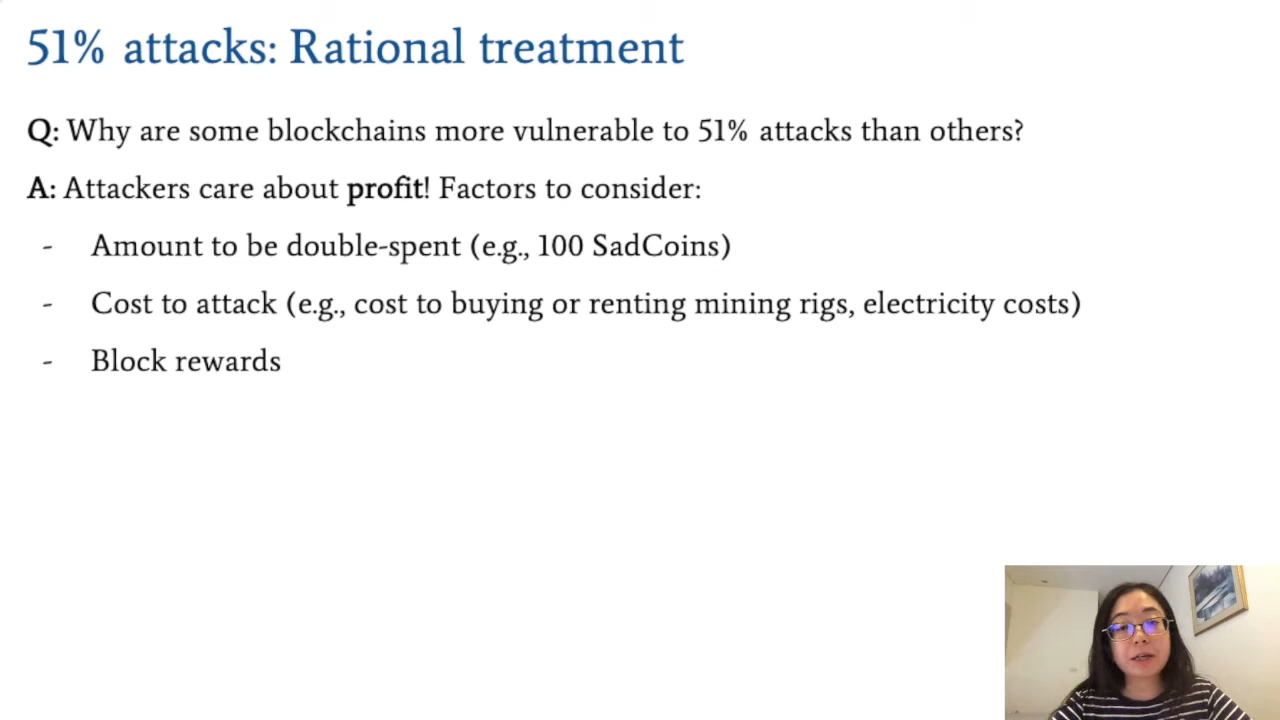 51% attacks: Rational treatment
Q: Why are some blockchains more vulnerable to 51% attacks than others?
A: Attackers care about profit! Factors to consider:
- Amount to be double-spent (e.g., 100 SadCoins)
- Cost to attack (e.g., cost to buying or renting mining rigs, electricity costs)
- Block rewards